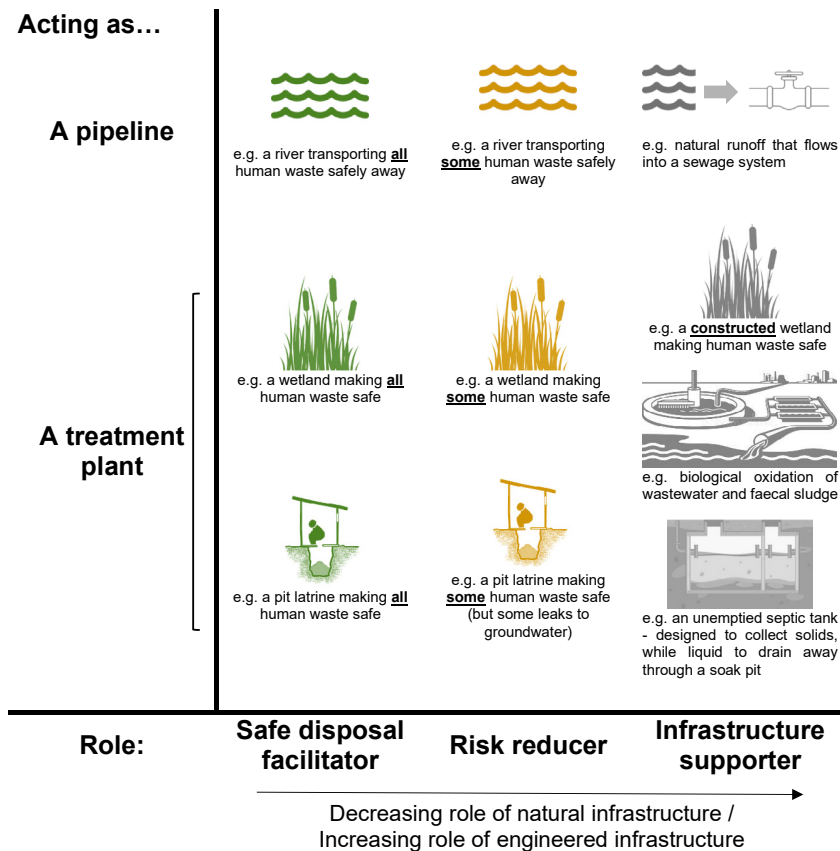 Acting as…
A pipeline
e.g. a river transporting all
human waste safely away
e.g. a river transporting
some human waste safely
away
e.g. natural runoff that flows
into a sewage system
A treatment
plant
e.g. a wetland making all
human waste safe
e.g. a wetland making
some human waste safe
e.g. a constructed wetland
making human waste safe
e.g. biological oxidation of
wastewater and faecal sludge
e.g. a pit latrine making all
human waste safe
e.g. a pit latrine making
some human waste safe
(but some leaks to
groundwater)
e.g. an unemptied septic tank
- designed to collect solids,
while liquid to drain away
through a soak pit
Role:
Safe disposal
facilitator
Risk reducer
Infrastructure
supporter
Decreasing role of natural infrastructure /
Increasing role of engineered infrastructure